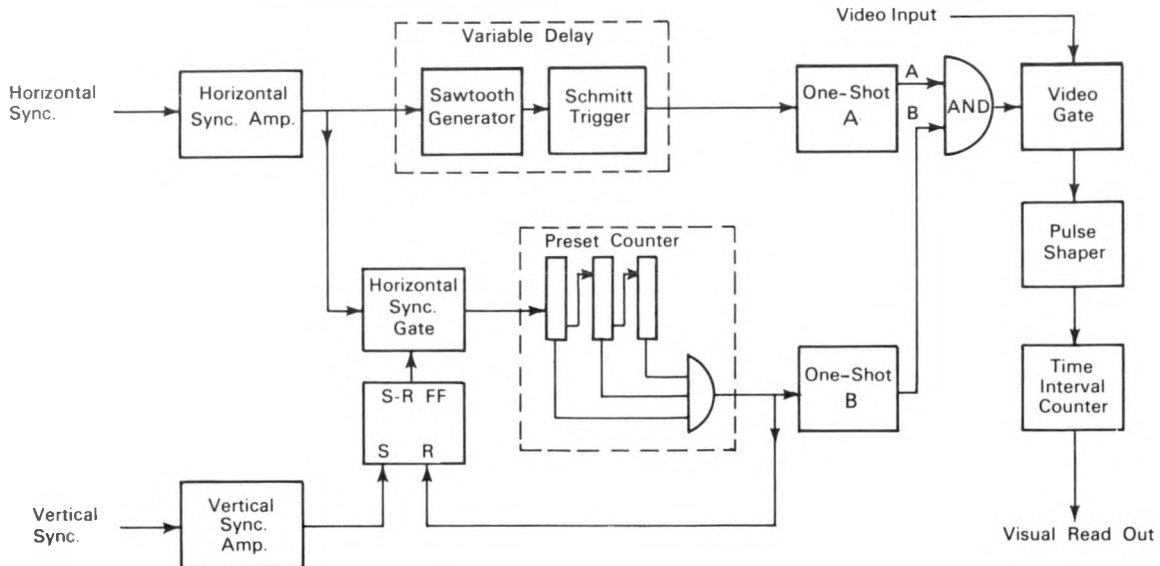 Video Input
Variable Delay
Horizontal
Sync.
Horizontal
Sync. Amp.
Sawtooth
Generator
Schmitt
Trigger
One-Shot
A
A
B
AND
Video
Gate
Preset Counter
Pulse
Shaper
Horizontal
Sync.
Gate
One-Shot
B
Time
Interval
Counter
S-R FF
S R
Vertical
Sync.
Vertical
Sync.
Amp.
Visual Read Out